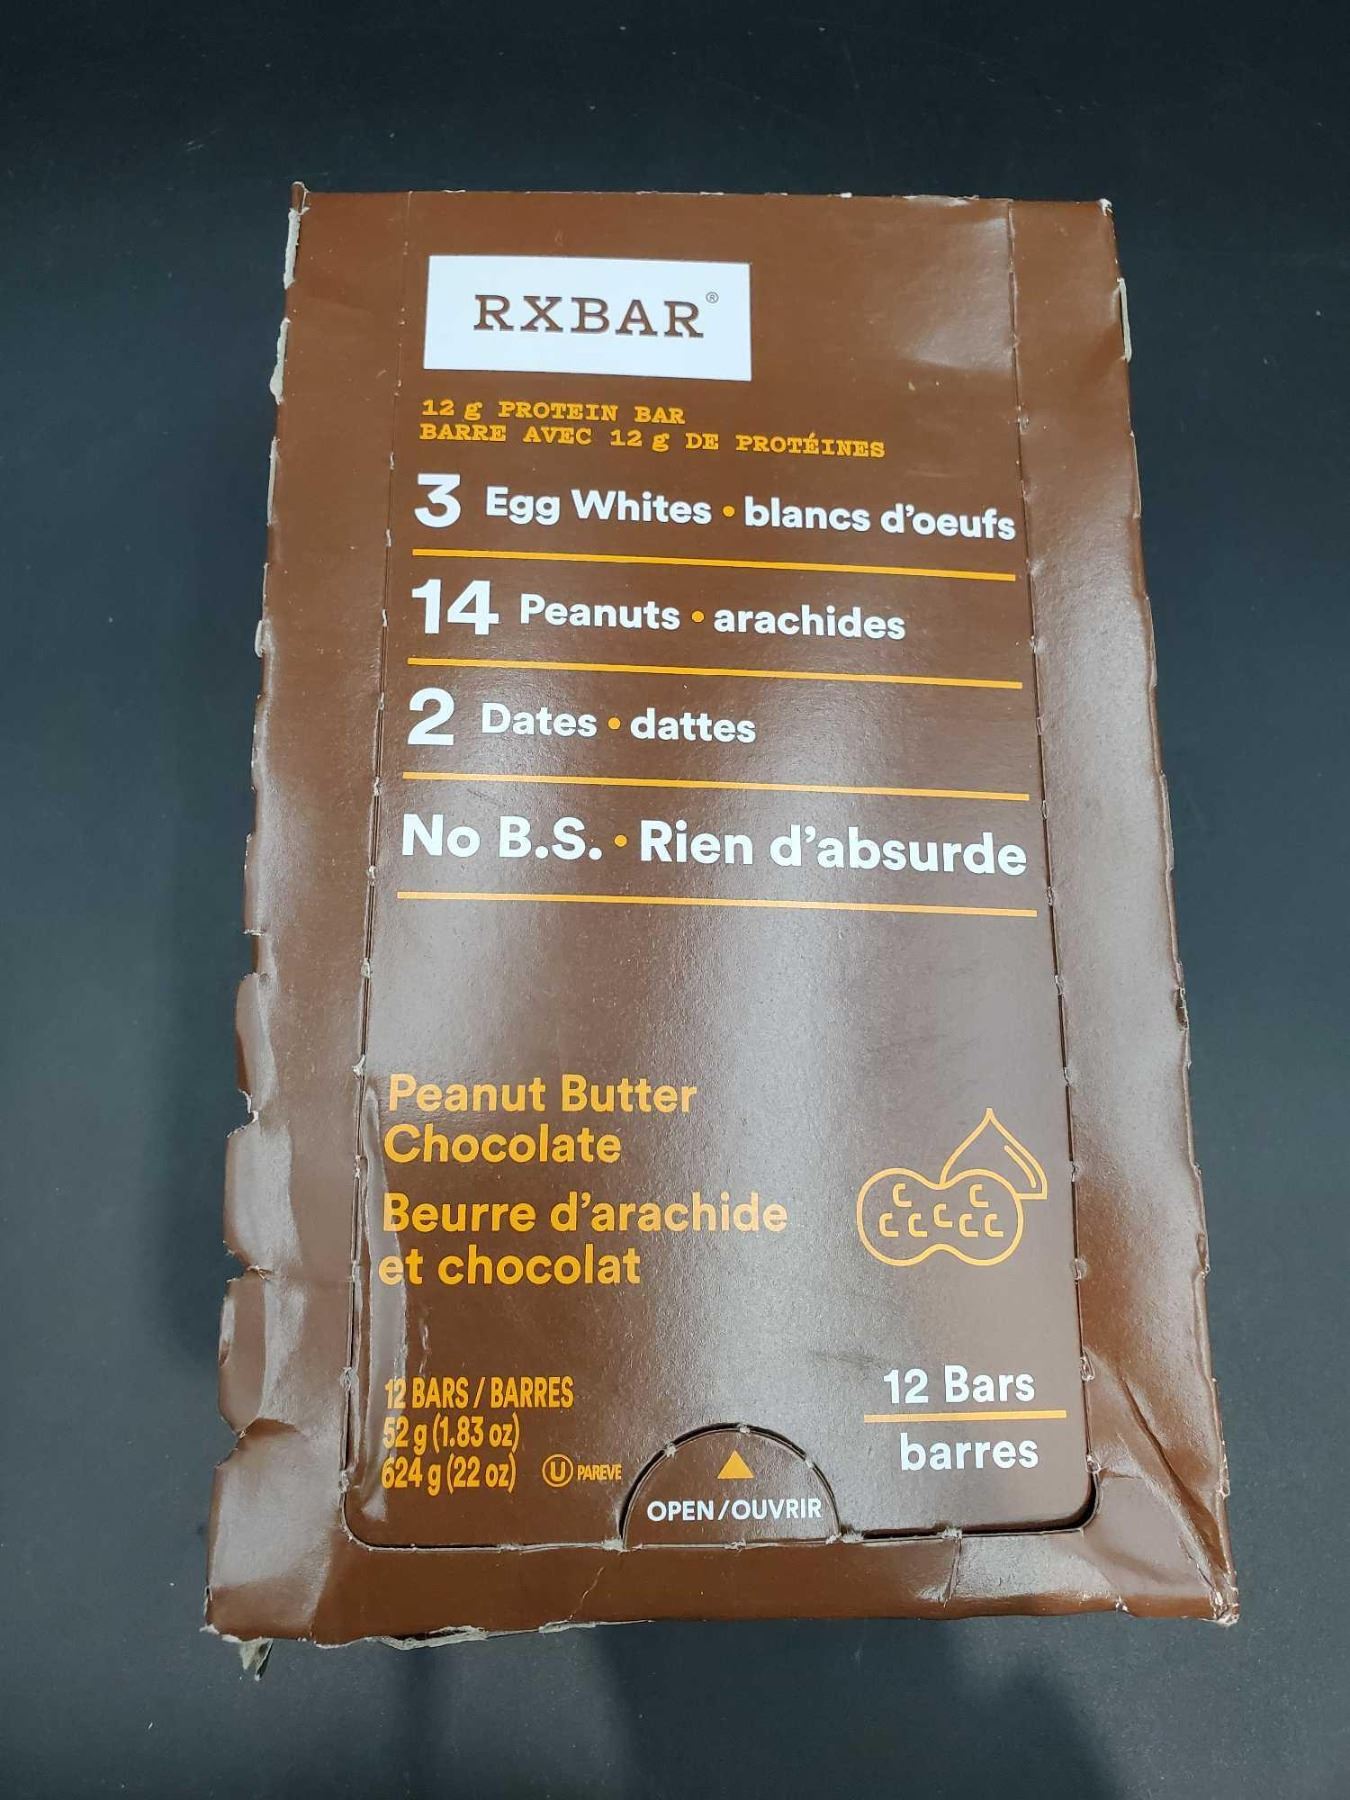 RXBAR®
12 g PROTEIN BAR
BARRE AVEC 12 g DE PROTÉINES
3 Egg Whites • blancs d'oeufs
14 Peanuts • arachides
2 Dates • dattes
No B.S. • Rien d'absurde
Peanut Butter
Chocolate
Beurre d'arachide
et chocolat
12 BARS / BARRES
52 g (1.83 oz)
624 g (22 oz) U PAREVE
OPEN/OUVRIR
12 Bars
barres